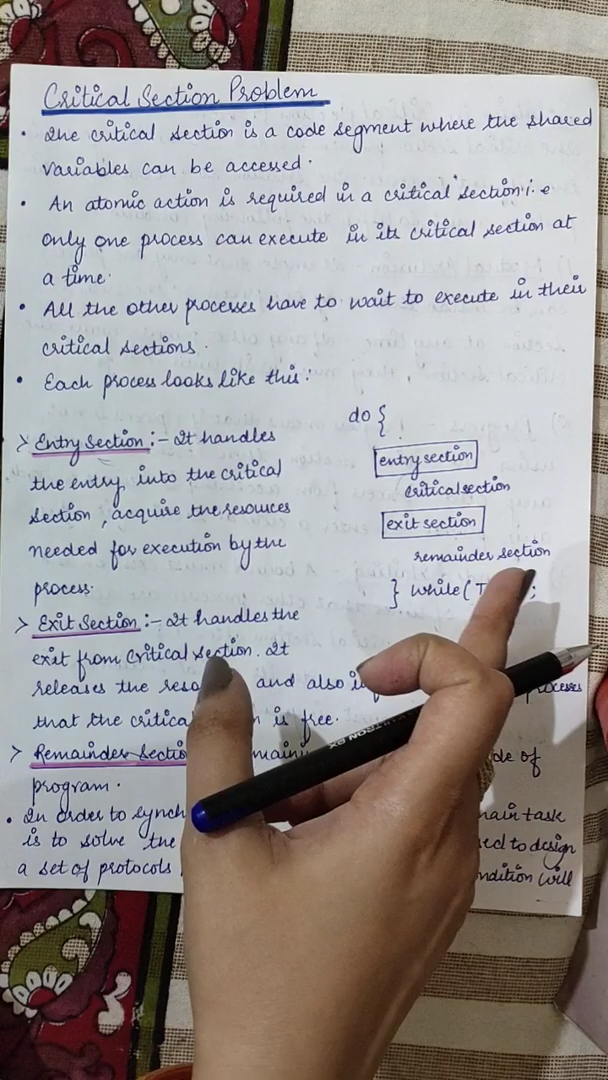 Critical Section Problem
• The critical section is a code segment where the shared
variables can be accessed.
• An atomic action is required in a critical section i.e
only one process can execute in its critical section at
a time.
• All the other processes have to wait to execute in their
critical sections.
• Each process looks like this:
do {
entry section
critical section
exit section
remainder section
} while (T ;
> Entry Section :- It handles
the entry into the critical
section, acquire the resouces
needed for execution by the
process.
> Exit Section :- It handles the
exit from critical section. It
releases the and also processes
that the is free.
> Remainder of
program.
• In order to main task
is to solve the to design
a set of protocols will